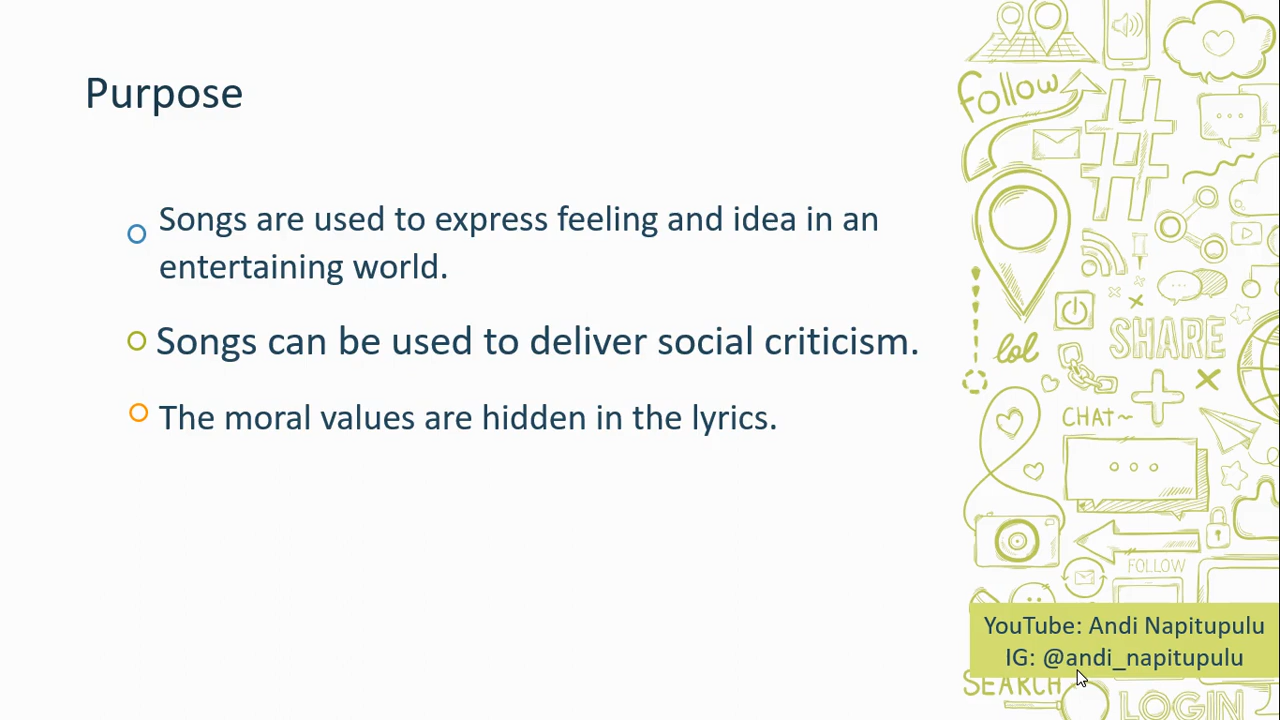 Purpose
Songs are used to express feeling and idea in an
entertaining world.
Songs can be used to deliver social criticism.
The moral values are hidden in the lyrics.
follow
#
lol
SHARE
CHAT~
FOLLOW
YouTube: Andi Napitupulu
IG: @andi_napitupulu
SEARCH
LOGIN